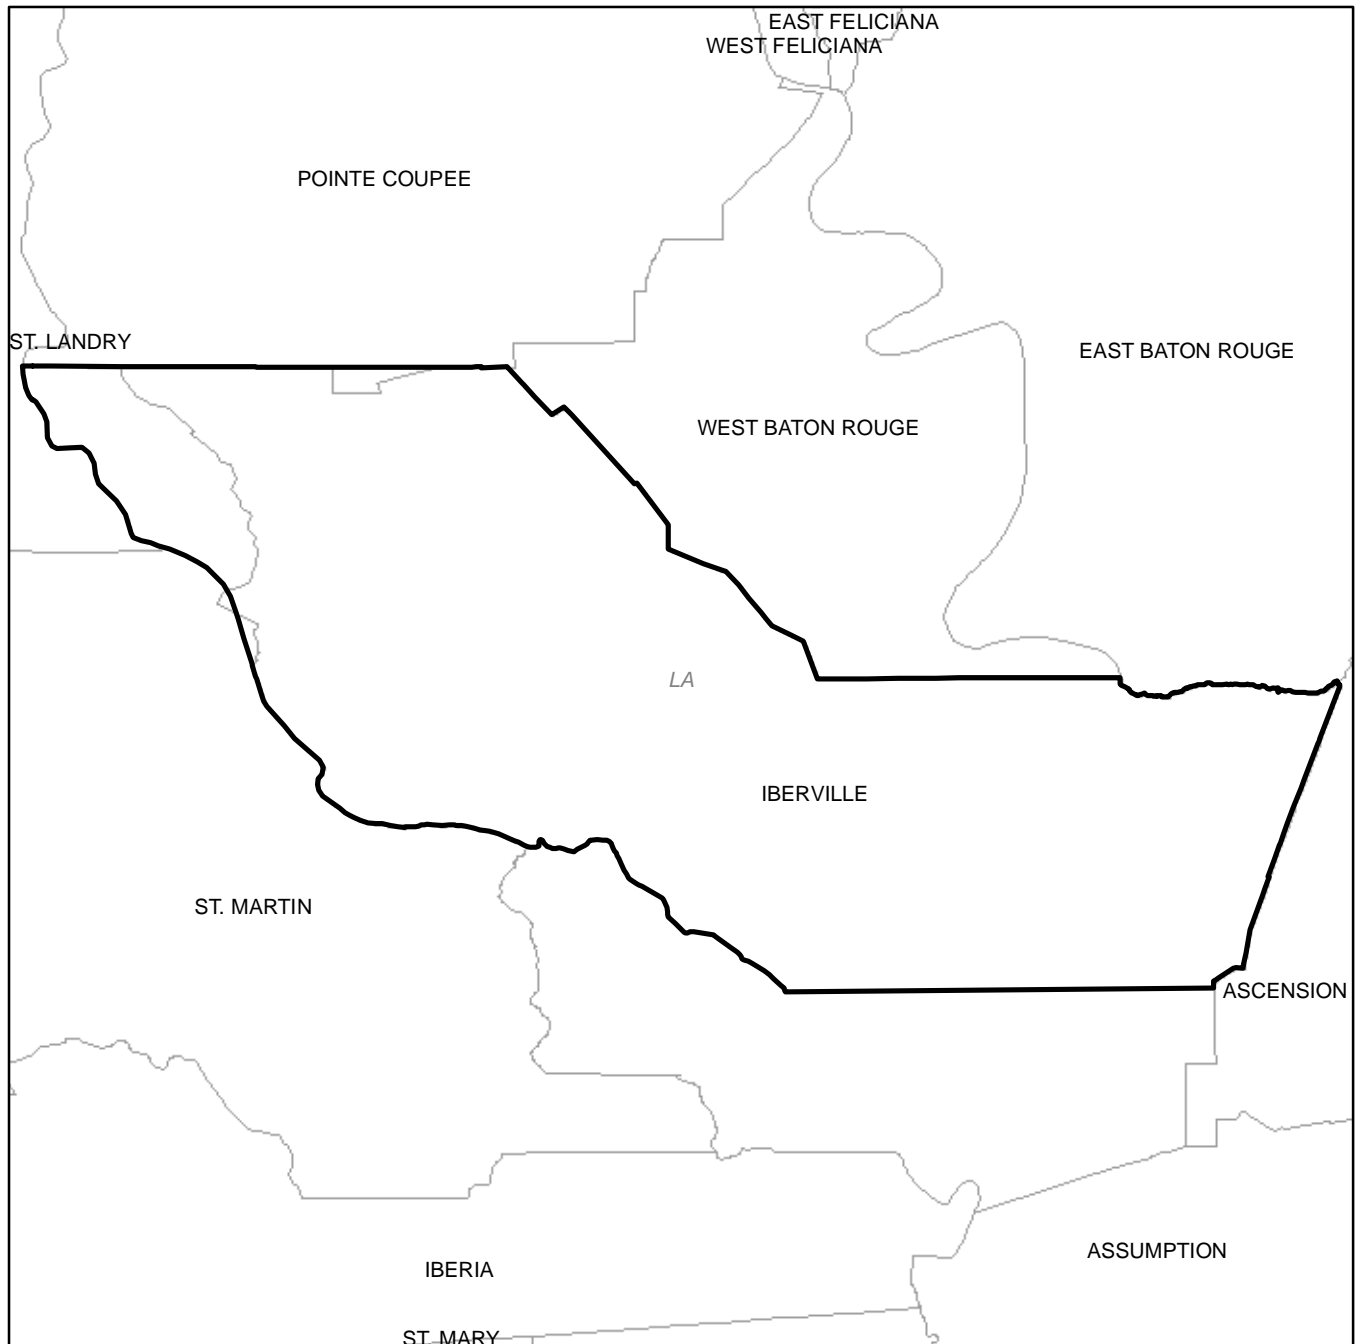 EAST FELICIANA
WEST FELICIANA
POINTE COUPEE
ST. LANDRY
EAST BATON ROUGE
WEST BATON ROUGE
LA
IBERVILLE
ST. MARTIN
ASCENSION
ASSUMPTION
IBERIA
ST. MARY